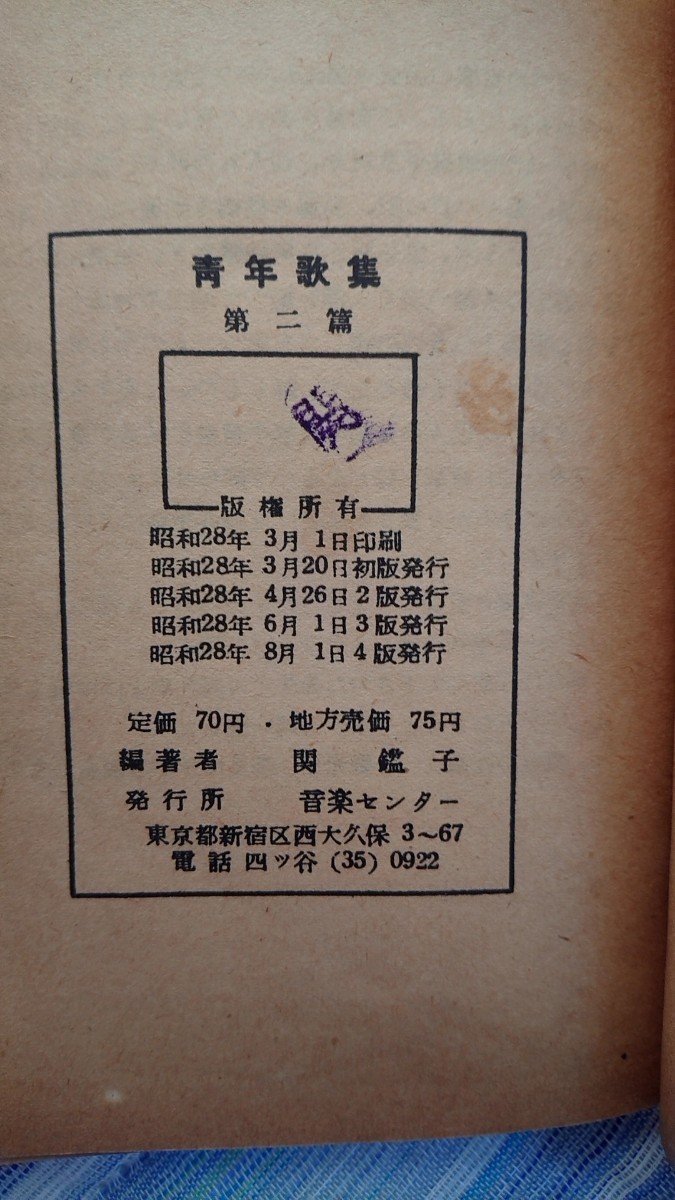 青年歌集
第二篇
版権所有
昭和28年 3月 1日印刷
昭和28年 3月20日初版発行
昭和28年 4月26日2版発行
昭和28年 6月 1日3版発行
昭和28年 8月 1日4版発行
定価 70円・地方売価 75円
編著者 関鑑子
発行所 音楽センター
東京都新宿区西大久保 3～67
電話 四ッ谷 (35) 0922